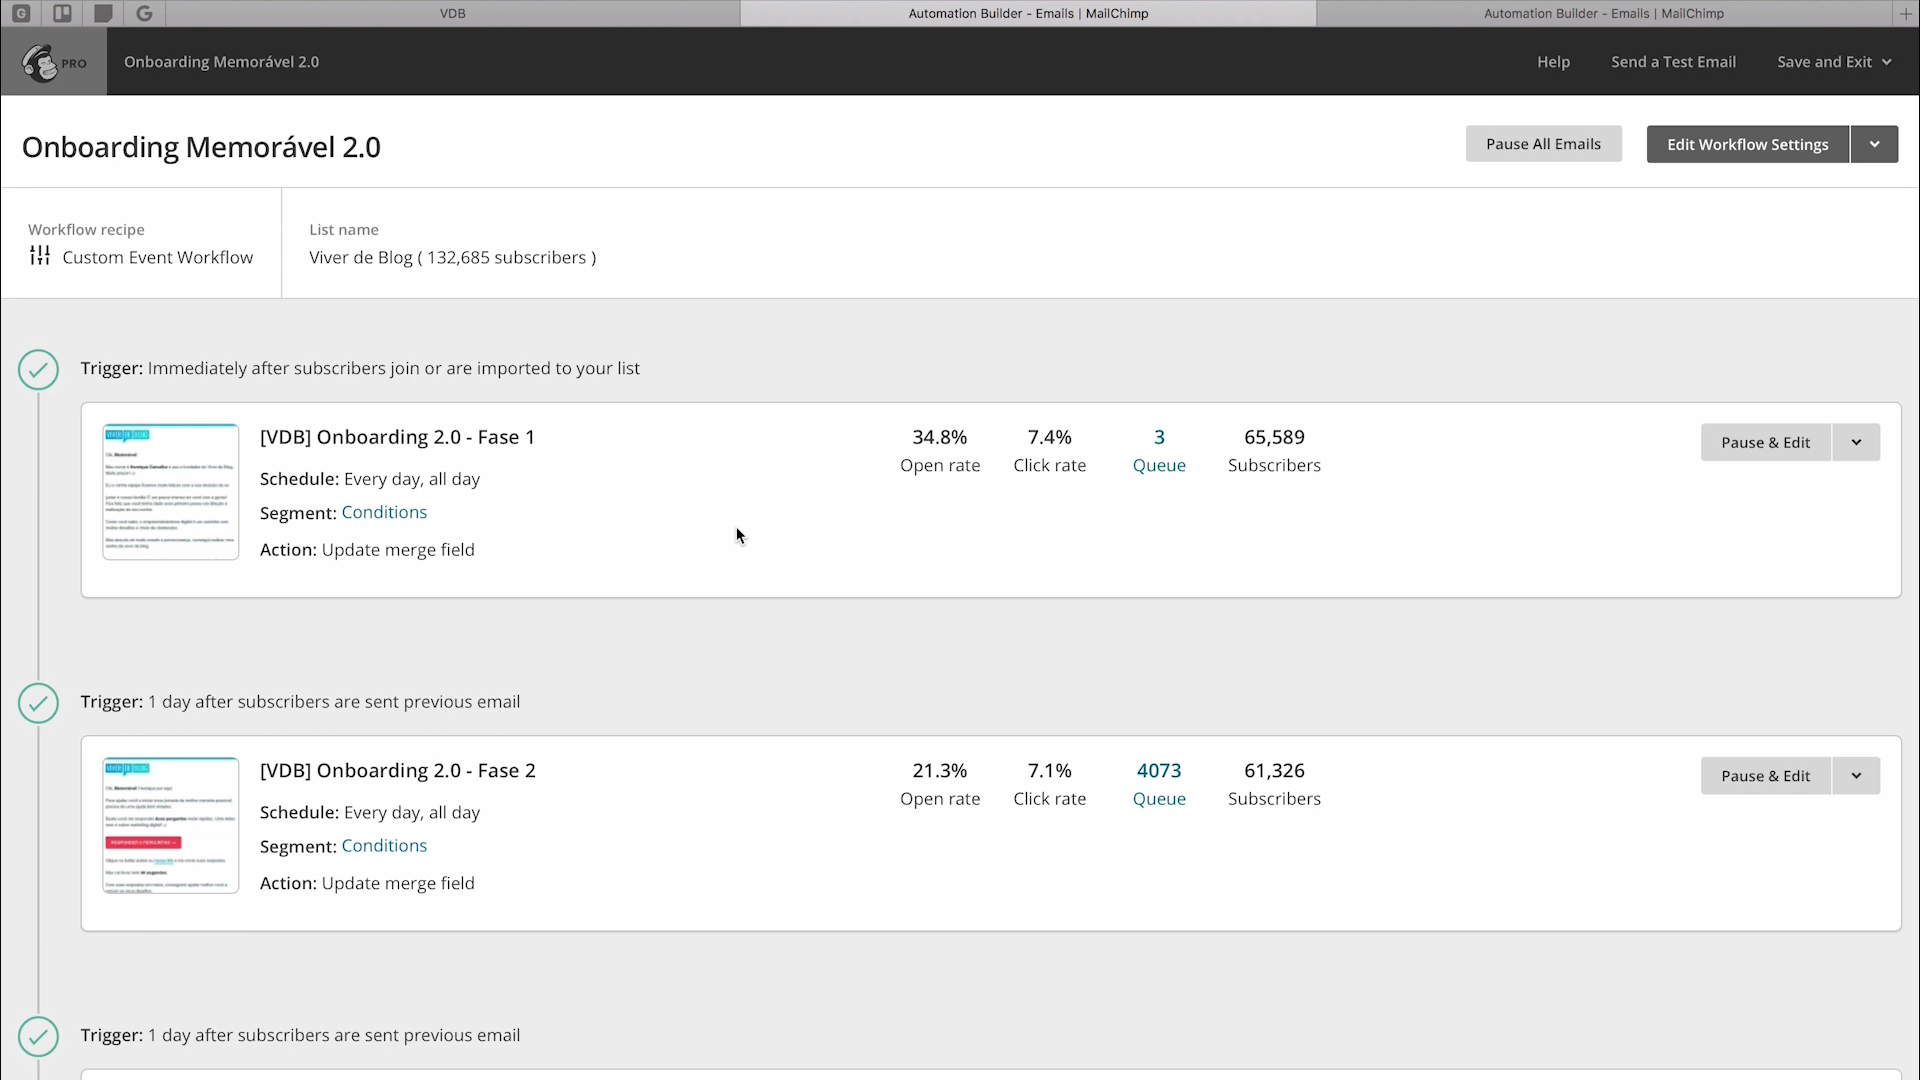 VDB
Automation Builder - Emails | MailChimp
Automation Builder - Emails | MailChimp
PRO
Onboarding Memorável 2.0
Help
Send a Test Email
Save and Exit
Onboarding Memorável 2.0
Pause All Emails
Edit Workflow Settings
Workflow recipe
Custom Event Workflow
List name
Viver de Blog ( 132,685 subscribers )
Trigger: Immediately after subscribers join or are imported to your list
[VDB] Onboarding 2.0 - Fase 1
Schedule: Every day, all day
Segment: Conditions
Action: Update merge field
34.8%
Open rate
7.4%
Click rate
3
Queue
65,589
Subscribers
Pause & Edit
Trigger: 1 day after subscribers are sent previous email
[VDB] Onboarding 2.0 - Fase 2
Schedule: Every day, all day
Segment: Conditions
Action: Update merge field
21.3%
Open rate
7.1%
Click rate
4073
Queue
61,326
Subscribers
Pause & Edit
Trigger: 1 day after subscribers are sent previous email